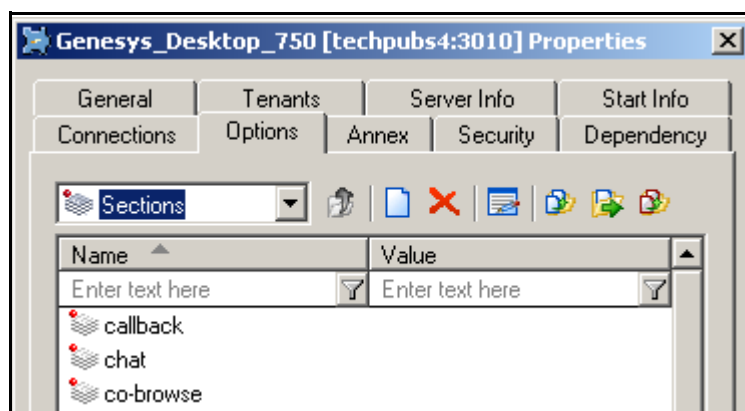 Genesys_Desktop_750 [techpubs4:3010] Properties
General Tenants Server Info Start Info
Connections Options Annex Security Dependency
Sections
Name Value
Enter text here Enter text here
callback
chat
co-browse